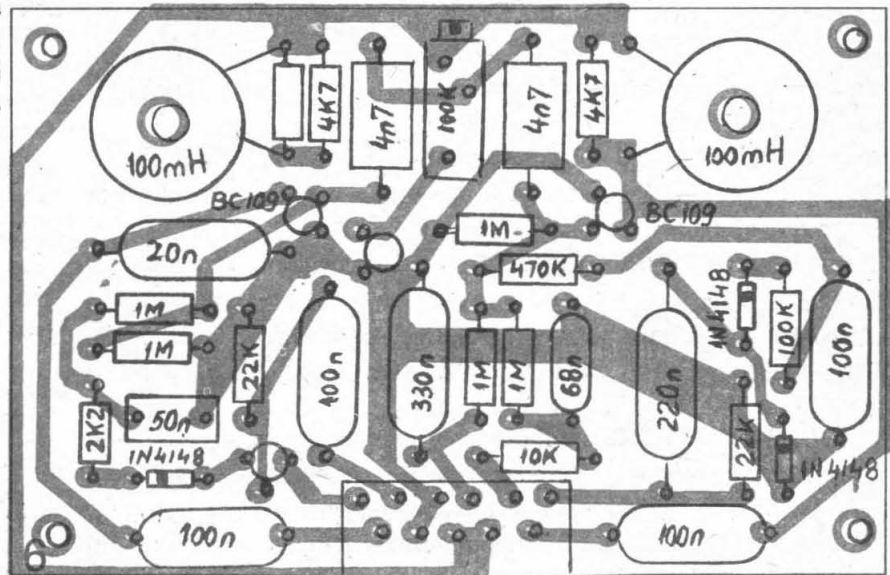 4K7
4n7
100K
4n7
4K7
100mH
100mH
BC109
BC109
1M
20n
470K
1M
1M
22K
100n
330n
1M
1M
68n
220n
1N4148
100K
100n
2K2
50n
1N4148
10K
22K
1N4148
100n
100n